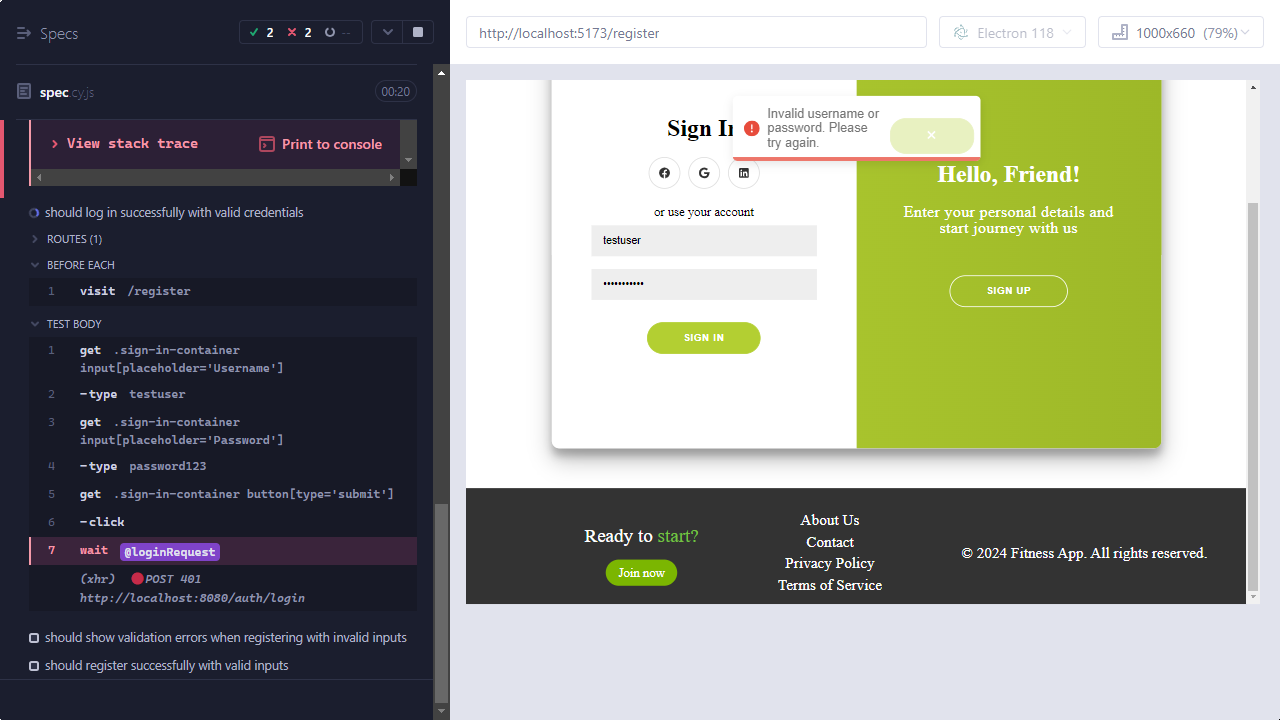 Specs
2 2 --
spec.cy.js 00:20
View stack trace
Print to console
should log in successfully with valid credentials
ROUTES (1)
BEFORE EACH
1 visit /register
TEST BODY
1 get .sign-in-container
input[placeholder='Username']
2 -type testuser
3 get .sign-in-container
input[placeholder='Password']
4 -type password123
5 get .sign-in-container button[type='submit']
6 -click
7 wait @loginRequest
(xhr) POST 401
http://localhost:8080/auth/login
should show validation errors when registering with invalid inputs
should register successfully with valid inputs
http://localhost:5173/register
Electron 118
1000x660 (79%)
Invalid username or
password. Please
try again.
Sign In
or use your account
testuser
•••••••••••
SIGN IN
Hello, Friend!
Enter your personal details and
start journey with us
SIGN UP
Ready to start?
Join now
About Us
Contact
Privacy Policy
Terms of Service
© 2024 Fitness App. All rights reserved.